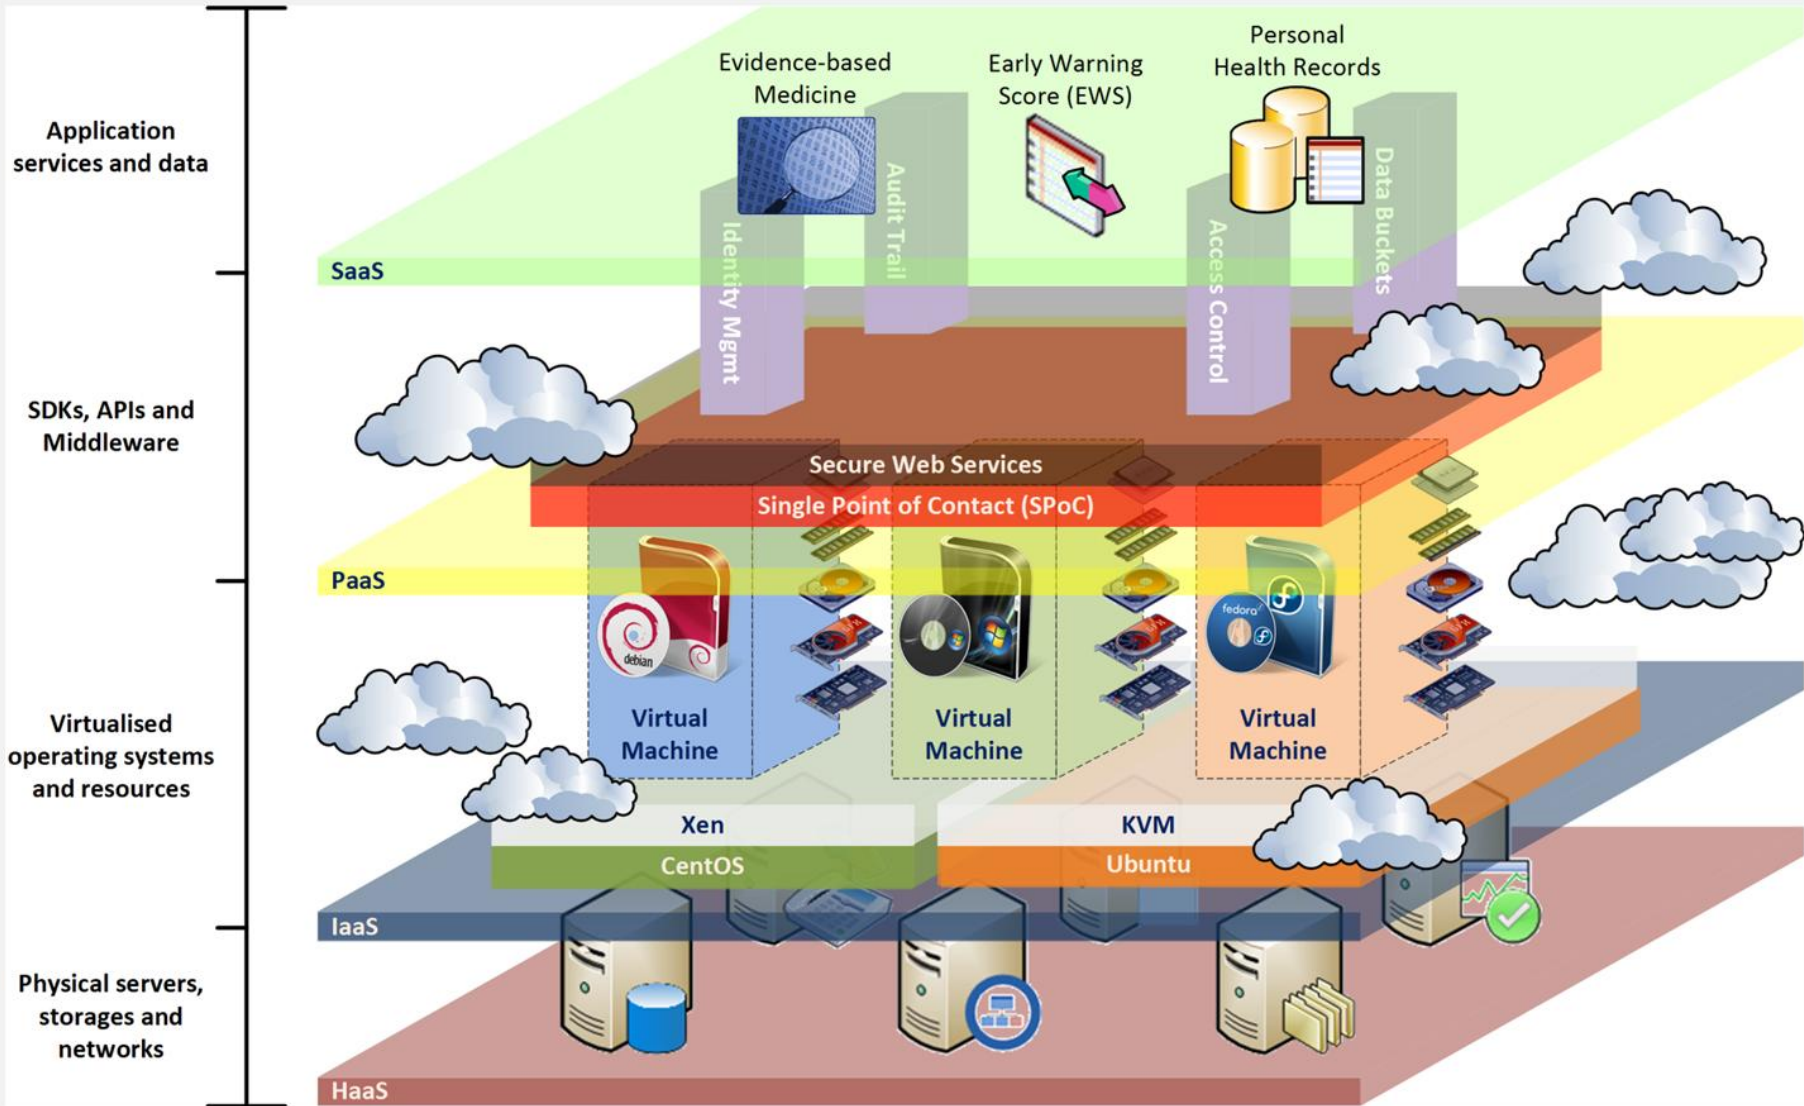 Application
services and data
SDKs, APIs and
Middleware
Virtualised
operating systems
and resources
Physical servers,
storages and
networks
Evidence-based
Medicine
Early Warning
Score (EWS)
Personal
Health Records
Identity Mgmt
Audit Trail
Access Control
Data Buckets
SaaS
Secure Web Services
Single Point of Contact (SPoC)
PaaS
debian
fedora
Virtual
Machine
Virtual
Machine
Virtual
Machine
Xen
KVM
CentOS
Ubuntu
IaaS
HaaS